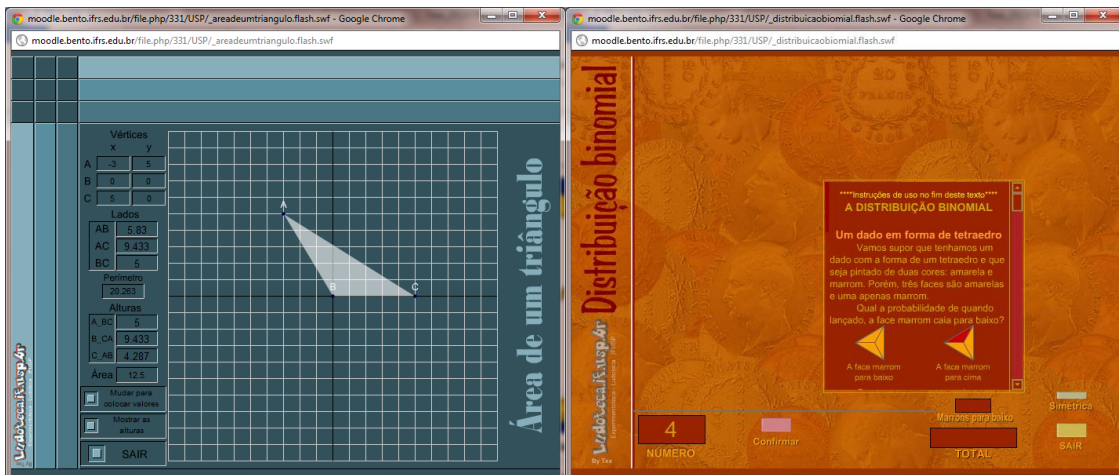 _areadeumtriangulo.flash.swf - Google Chrome
moodle.bento.ifrs.edu.br/file.php/331/USP/_areadeumtriangulo.flash.swf
Vértices
x y
A -3 5
B 0 0
C 5 0
Lados
AB 5.83
AC 9.433
BC 5
Perímetro
20.263
Alturas
A_BC 5
B_CA 9.433
C_AB 4.287
Área 12.5
Mudar para
colocar valores
Mostrar as
alturas
SAIR
A
B
C
Área de um triângulo
Ludoteca.if.usp.br
moodle.bento.ifrs.edu.br/file.php/331/USP/_distribuicaobiomial.flash.swf - Google Chrome
moodle.bento.ifrs.edu.br/file.php/331/USP/_distribuicaobiomial.flash.swf
Distribuição binomial
Ludoteca.if.usp.br
By Tex
****Instruções de uso no fim deste texto****
A DISTRIBUIÇÃO BINOMIAL
Um dado em forma de tetraedro
Vamos supor que tenhamos um
dado com a forma de um tetraedro e que
seja pintado de duas cores: amarela e
marrom. Porém, três faces são amarelas
e uma apenas marrom.
Qual a probabilidade de quando
lançado, a face marrom caia para baixo?
A face marrom
para baixo
A face marrom
para cima
4
NÚMERO
Confirmar
Marrons para baixo
TOTAL
Simétrica
SAIR